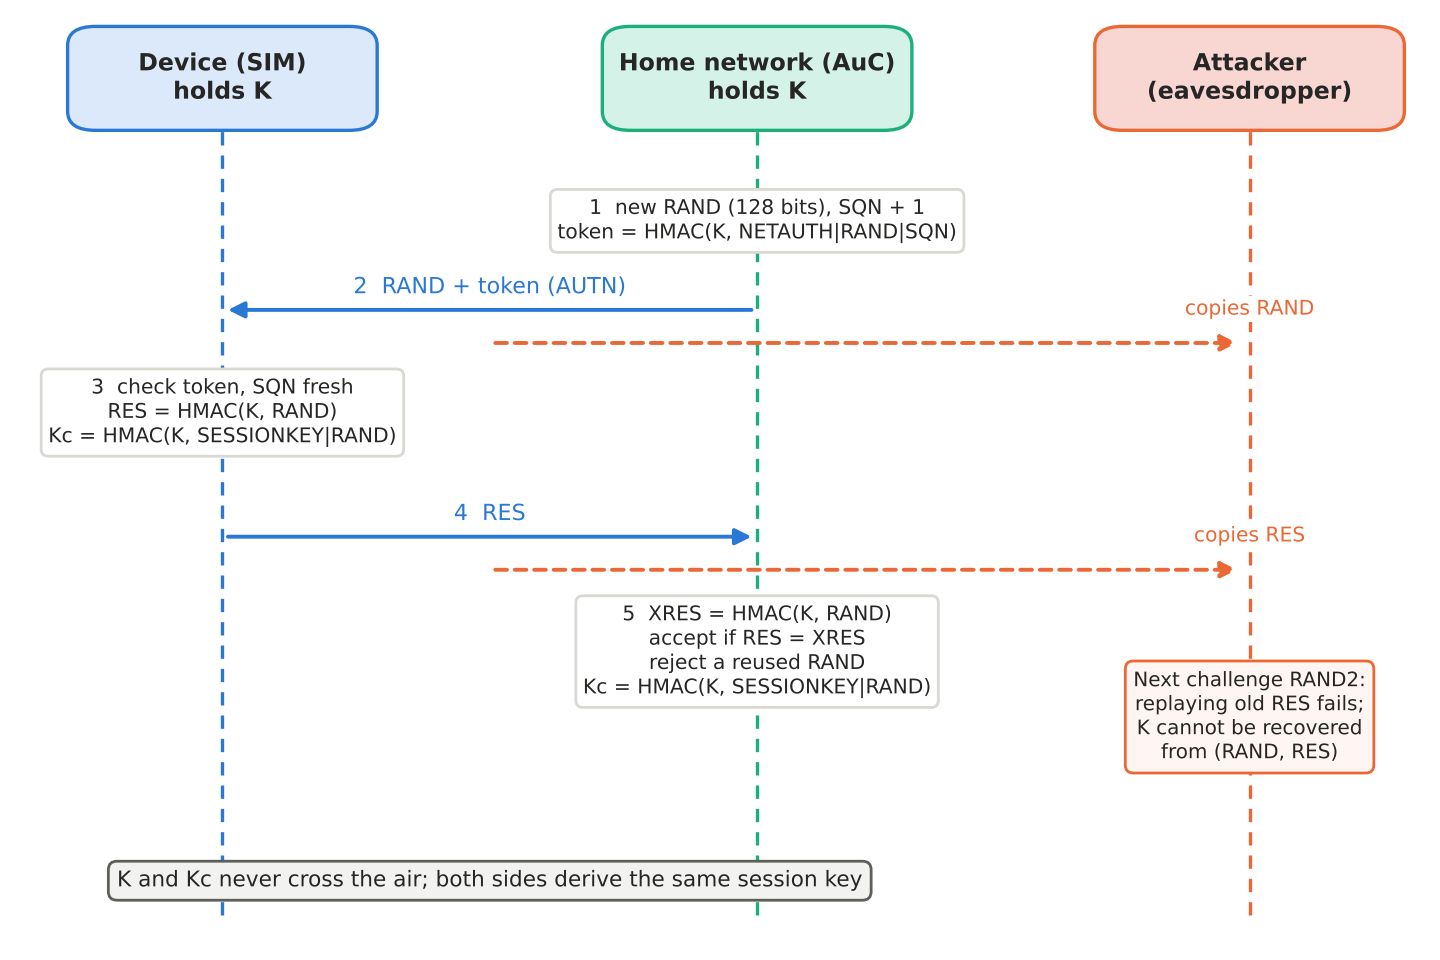 Device (SIM)
holds K
Home network (AuC)
holds K
Attacker
(eavesdropper)
1  new RAND (128 bits), SQN + 1
token = HMAC(K, NETAUTH|RAND|SQN)
2  RAND + token (AUTN)
copies RAND
3  check token, SQN fresh
RES = HMAC(K, RAND)
Kc = HMAC(K, SESSIONKEY|RAND)
4  RES
copies RES
5  XRES = HMAC(K, RAND)
accept if RES = XRES
reject a reused RAND
Kc = HMAC(K, SESSIONKEY|RAND)
Next challenge RAND2:
replaying old RES fails;
K cannot be recovered
from (RAND, RES)
K and Kc never cross the air; both sides derive the same session key